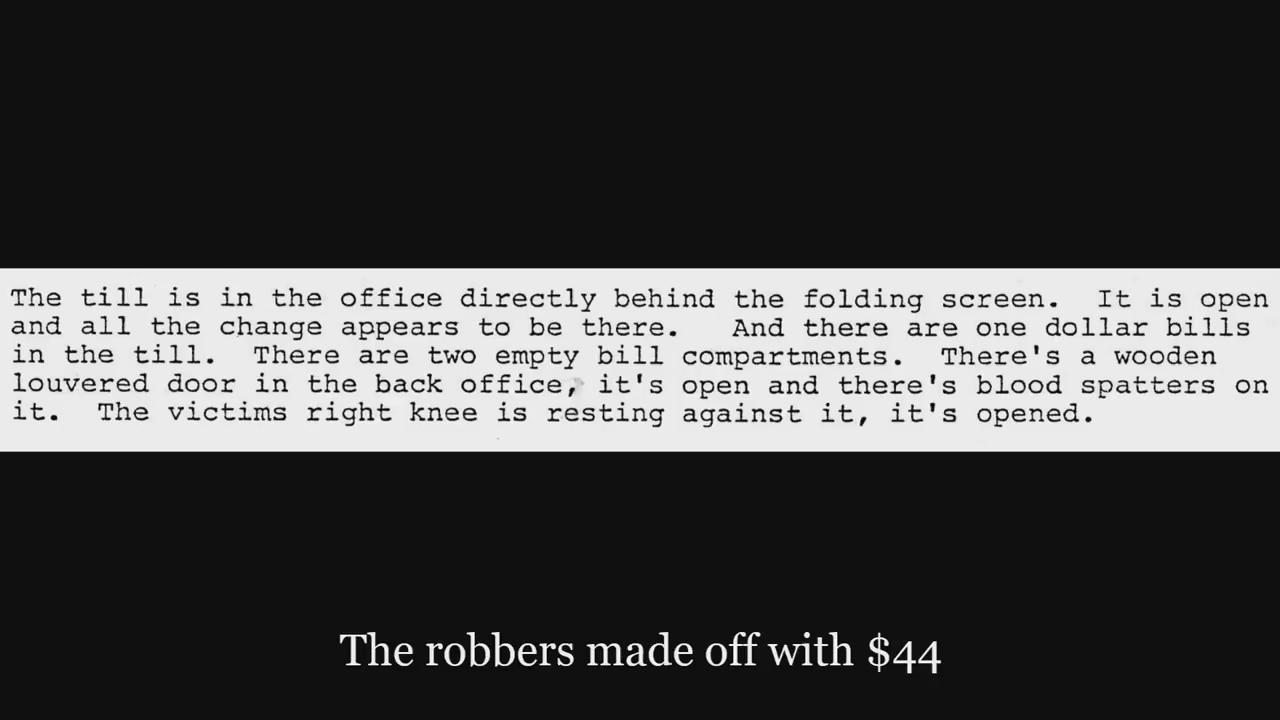 The till is in the office directly behind the folding screen.  It is open
and all the change appears to be there.   And there are one dollar bills
in the till.  There are two empty bill compartments.  There's a wooden
louvered door in the back office, it's open and there's blood spatters on
it.  The victims right knee is resting against it, it's opened.
The robbers made off with $44